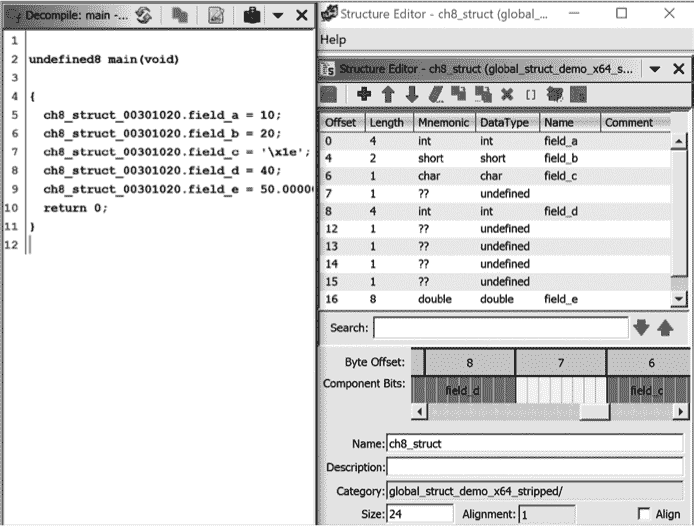 Decompile: main -...
1
2 undefined8 main(void)
3
4 {
5 ch8_struct_00301020.field_a = 10;
6 ch8_struct_00301020.field_b = 20;
7 ch8_struct_00301020.field_c = '\x1e';
8 ch8_struct_00301020.field_d = 40;
9 ch8_struct_00301020.field_e = 50.0000
10 return 0;
11 }
12
Structure Editor - ch8_struct (global_...
Help
Structure Editor - ch8_struct (global_struct_demo_x64_s...
Offset Length Mnemonic DataType Name Comment
0 4 int int field_a
4 2 short short field_b
6 1 char char field_c
7 1 ?? undefined
8 4 int int field_d
12 1 ?? undefined
13 1 ?? undefined
14 1 ?? undefined
15 1 ?? undefined
16 8 double double field_e
Search:
Byte Offset: 8 7 6
Component Bits: field_d field_c
Name: ch8_struct
Description:
Category: global_struct_demo_x64_stripped/
Size: 24 Alignment: 1 Align